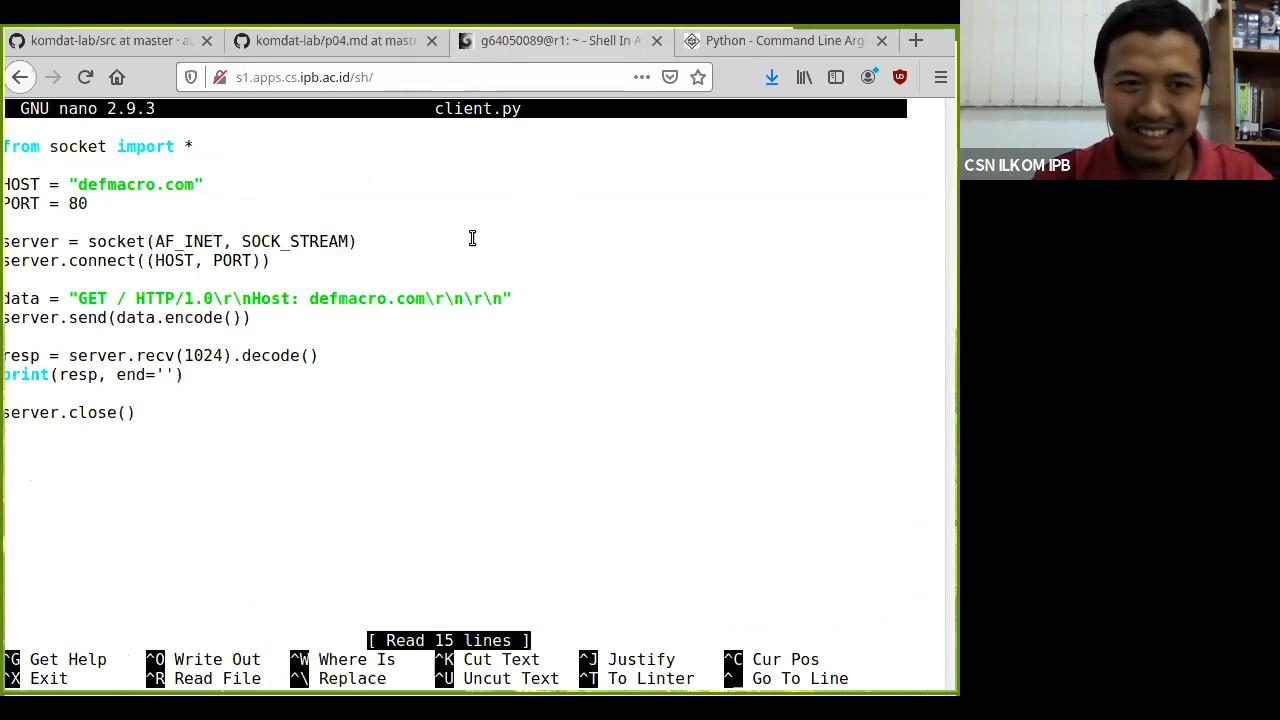 komdat-lab/src at master · au
komdat-lab/p04.md at mast
g64050089@r1: ~ - Shell In A
Python - Command Line Arg
s1.apps.cs.ipb.ac.id/sh/
GNU nano 2.9.3 client.py
from socket import *
HOST = "defmacro.com"
PORT = 80
server = socket(AF_INET, SOCK_STREAM)
server.connect((HOST, PORT))
data = "GET / HTTP/1.0\r\nHost: defmacro.com\r\n\r\n"
server.send(data.encode())
resp = server.recv(1024).decode()
print(resp, end='')
server.close()
[ Read 15 lines ]
^G Get Help ^O Write Out ^W Where Is ^K Cut Text ^J Justify ^C Cur Pos
^X Exit ^R Read File ^\ Replace ^U Uncut Text ^T To Linter ^_ Go To Line
CSN ILKOM IPB